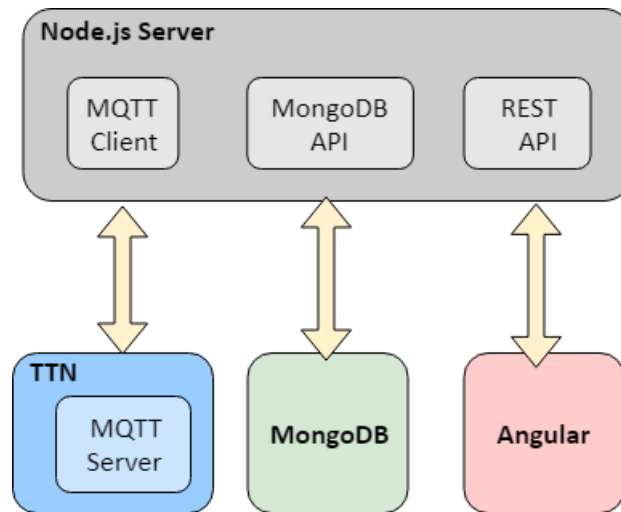 Node.js Server
MQTT
Client
MongoDB
API
REST
API
TTN
MQTT
Server
MongoDB
Angular